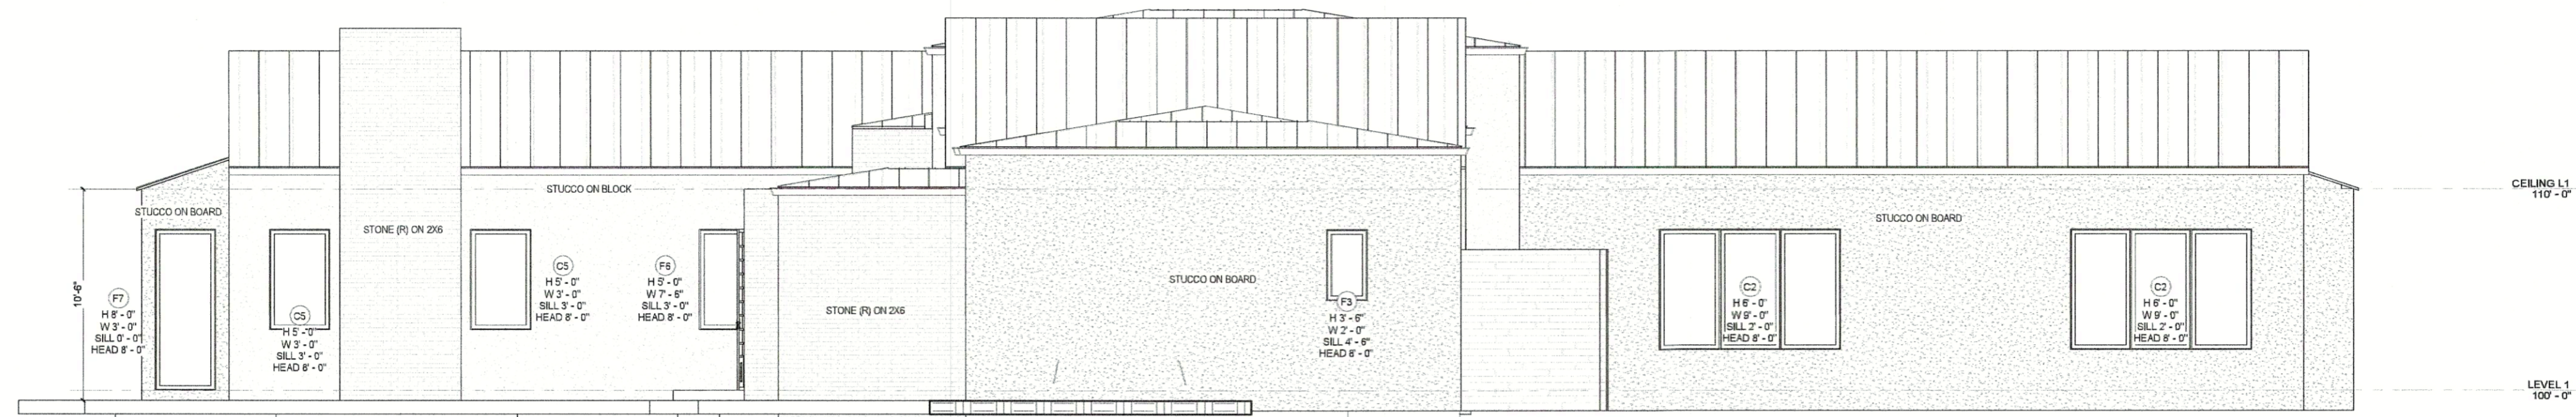 STUCCO ON BLOCK
CEILING L1
110' - 0"
STUCCO ON BOARD
STUCCO ON BOARD
STONE (R) ON 2X6
10'-6"
F7
H 8' - 0"
W 3' - 0"
SILL 0' - 0"
HEAD 8' - 0"
C5
H 5' - 0"
W 3' - 0"
SILL 3' - 0"
HEAD 8' - 0"
C5
H 5' - 0"
W 3' - 0"
SILL 3' - 0"
HEAD 8' - 0"
F6
H 5' - 0"
W 7' - 6"
SILL 3' - 0"
HEAD 8' - 0"
STONE (R) ON 2X6
STUCCO ON BOARD
F3
H 3' - 6"
W 2' - 0"
SILL 4' - 6"
HEAD 8' - 0"
C2
H 6' - 0"
W 9' - 0"
SILL 2' - 0"
HEAD 8' - 0"
C2
H 6' - 0"
W 9' - 0"
SILL 2' - 0"
HEAD 8' - 0"
LEVEL 1
100' - 0"